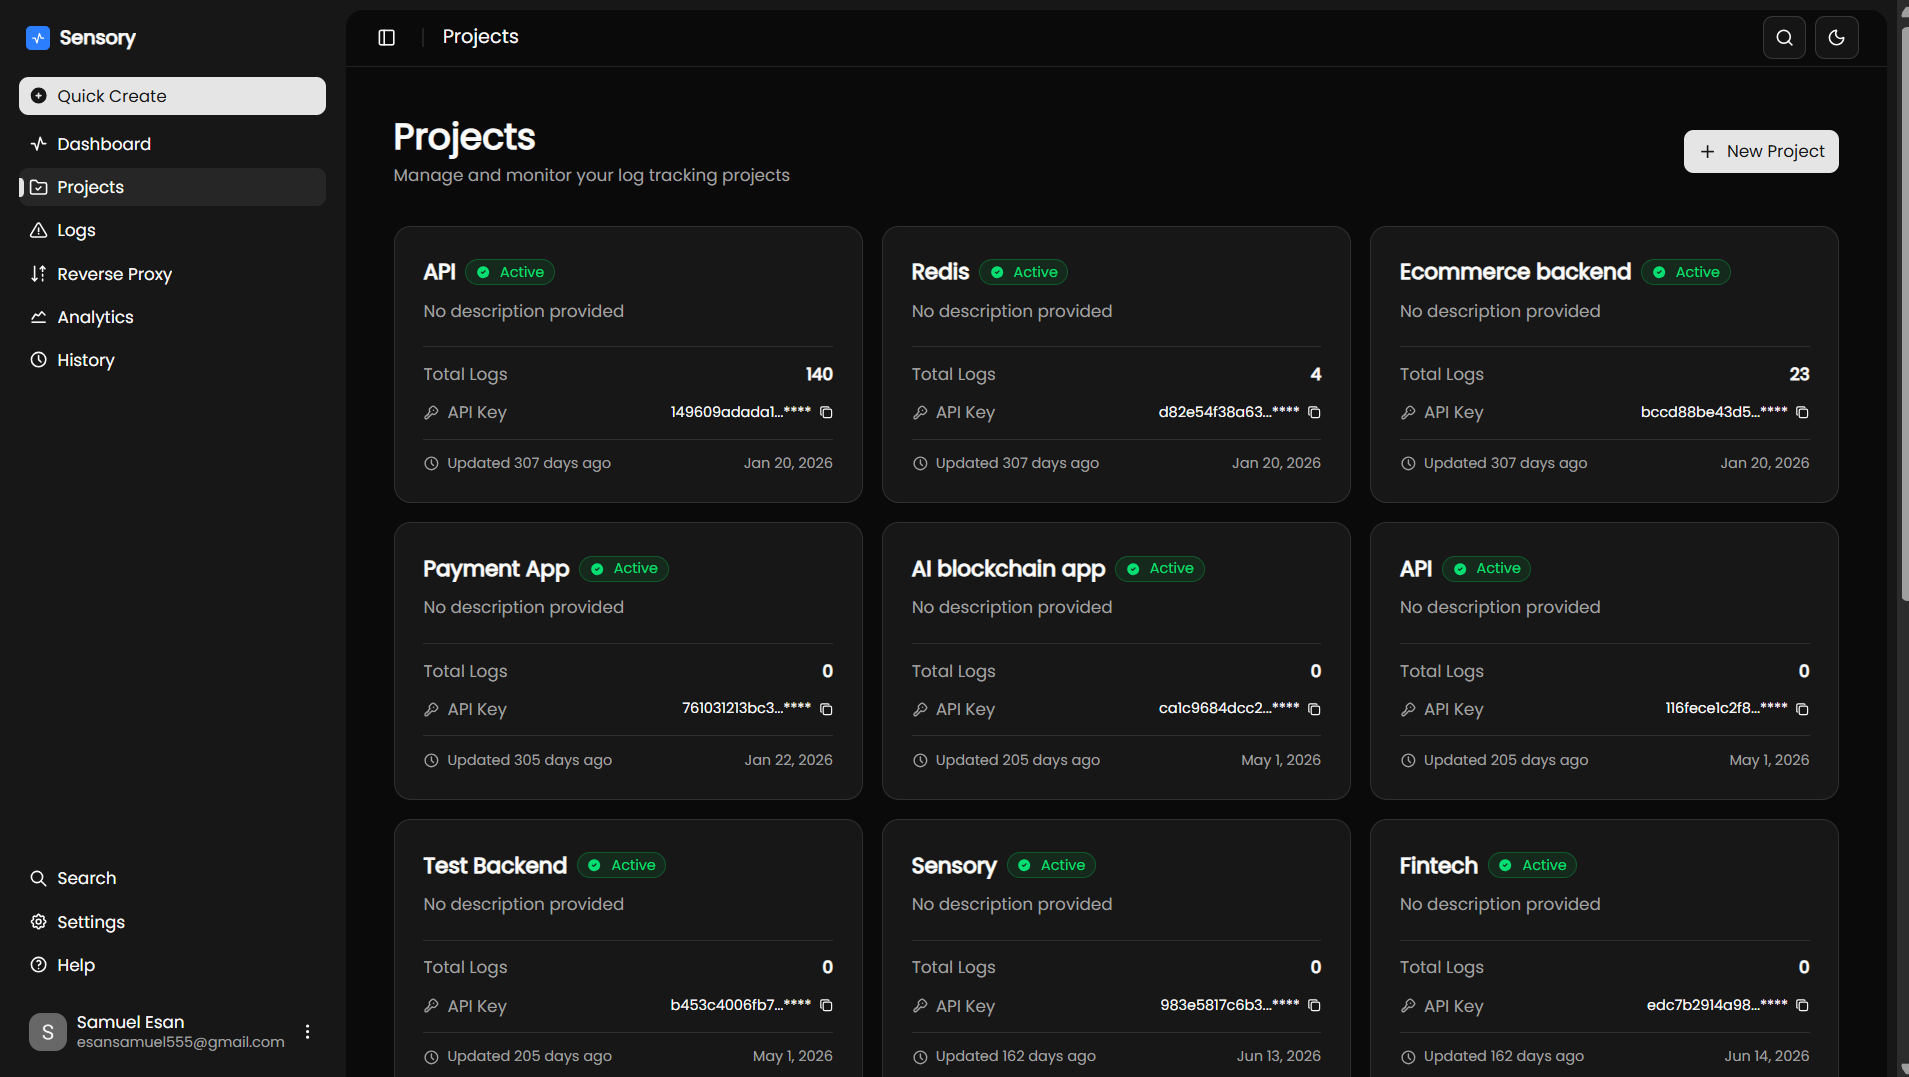 Sensory
Quick Create
Dashboard
Projects
Logs
Reverse Proxy
Analytics
History
Search
Settings
Help
S
Samuel Esan
esansamuel555@gmail.com
Projects
Projects
Manage and monitor your log tracking projects
New Project
API
Active
No description provided
Total Logs 140
API Key 149609adada1...****
Updated 307 days ago Jan 20, 2026
Redis
Active
No description provided
Total Logs 4
API Key d82e54f38a63...****
Updated 307 days ago Jan 20, 2026
Ecommerce backend
Active
No description provided
Total Logs 23
API Key bccd88be43d5...****
Updated 307 days ago Jan 20, 2026
Payment App
Active
No description provided
Total Logs 0
API Key 761031213bc3...****
Updated 305 days ago Jan 22, 2026
AI blockchain app
Active
No description provided
Total Logs 0
API Key ca1c9684dcc2...****
Updated 205 days ago May 1, 2026
API
Active
No description provided
Total Logs 0
API Key 116fece1c2f8...****
Updated 205 days ago May 1, 2026
Test Backend
Active
No description provided
Total Logs 0
API Key b453c4006fb7...****
Updated 205 days ago May 1, 2026
Sensory
Active
No description provided
Total Logs 0
API Key 983e5817c6b3...****
Updated 162 days ago Jun 13, 2026
Fintech
Active
No description provided
Total Logs 0
API Key edc7b2914a98...****
Updated 162 days ago Jun 14, 2026